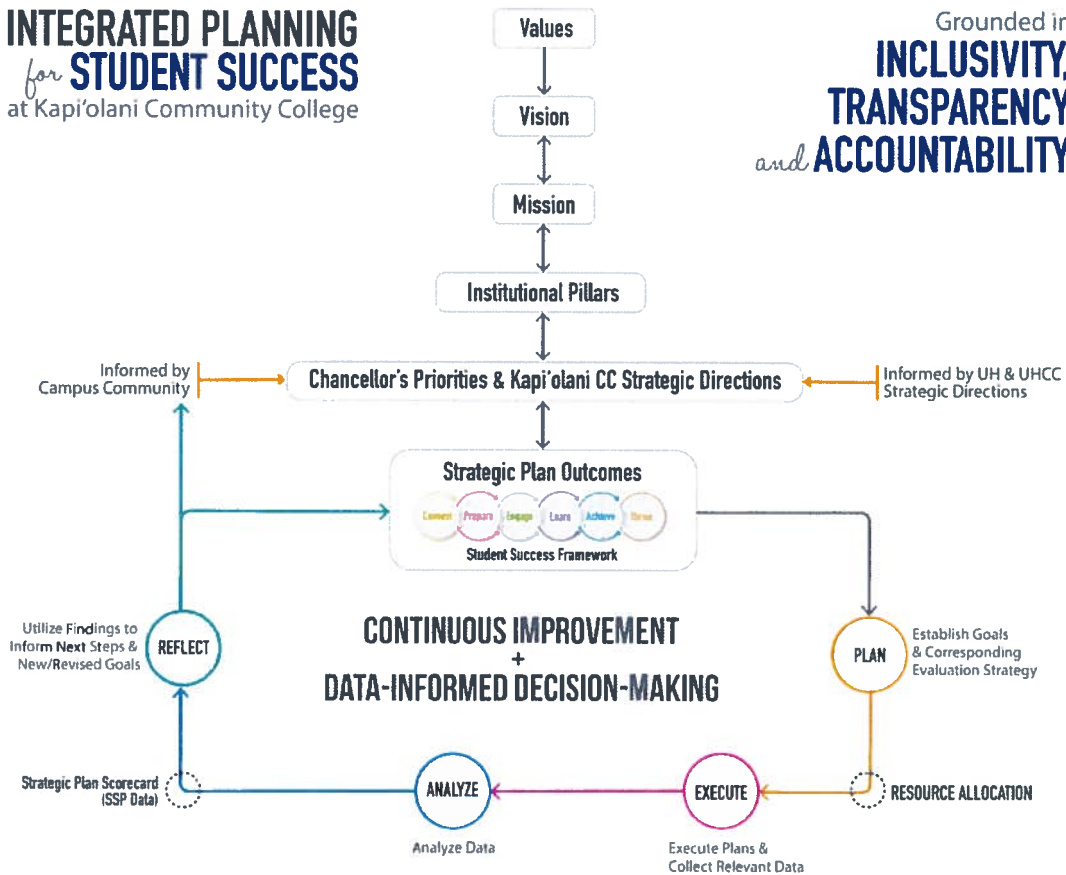 INTEGRATED PLANNING
for STUDENT SUCCESS
at Kapi'olani Community College
Grounded in
INCLUSIVITY,
TRANSPARENCY
and ACCOUNTABILITY
Values
Vision
Mission
Institutional Pillars
Informed by
Campus Community
Chancellor's Priorities & Kapi'olani CC Strategic Directions
Informed by UH & UHCC
Strategic Directions
Strategic Plan Outcomes
Connect Prepare Engage Learn Achieve Thrive
Student Success Framework
Utilize Findings to
Inform Next Steps &
New/Revised Goals
REFLECT
CONTINUOUS IMPROVEMENT
+
DATA-INFORMED DECISION-MAKING
PLAN
Establish Goals
& Corresponding
Evaluation Strategy
Strategic Plan Scorecard
(SSP Data)
ANALYZE
EXECUTE
RESOURCE ALLOCATION
Analyze Data
Execute Plans &
Collect Relevant Data